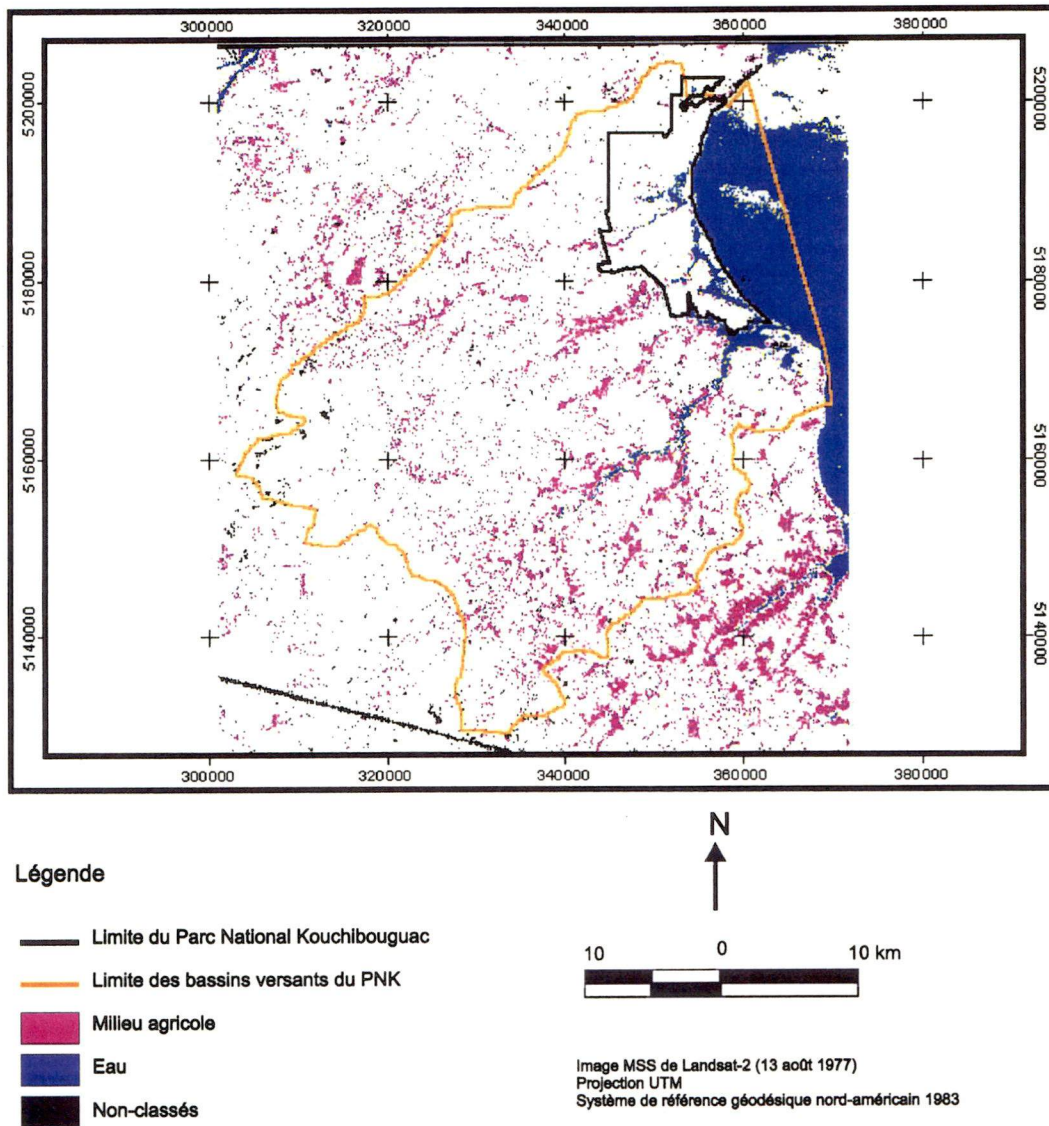 300000 320000 340000 360000 380000
5200000 5200000
5180000 5180000
5160000 5160000
5140000 5140000
300000 320000 340000 360000 380000
N
Légende
Limite du Parc National Kouchibouguac
Limite des bassins versants du PNK
Milieu agricole
Eau
Non-classés
10 0 10 km
Image MSS de Landsat-2 (13 août 1977)
Projection UTM
Système de référence géodésique nord-américain 1983